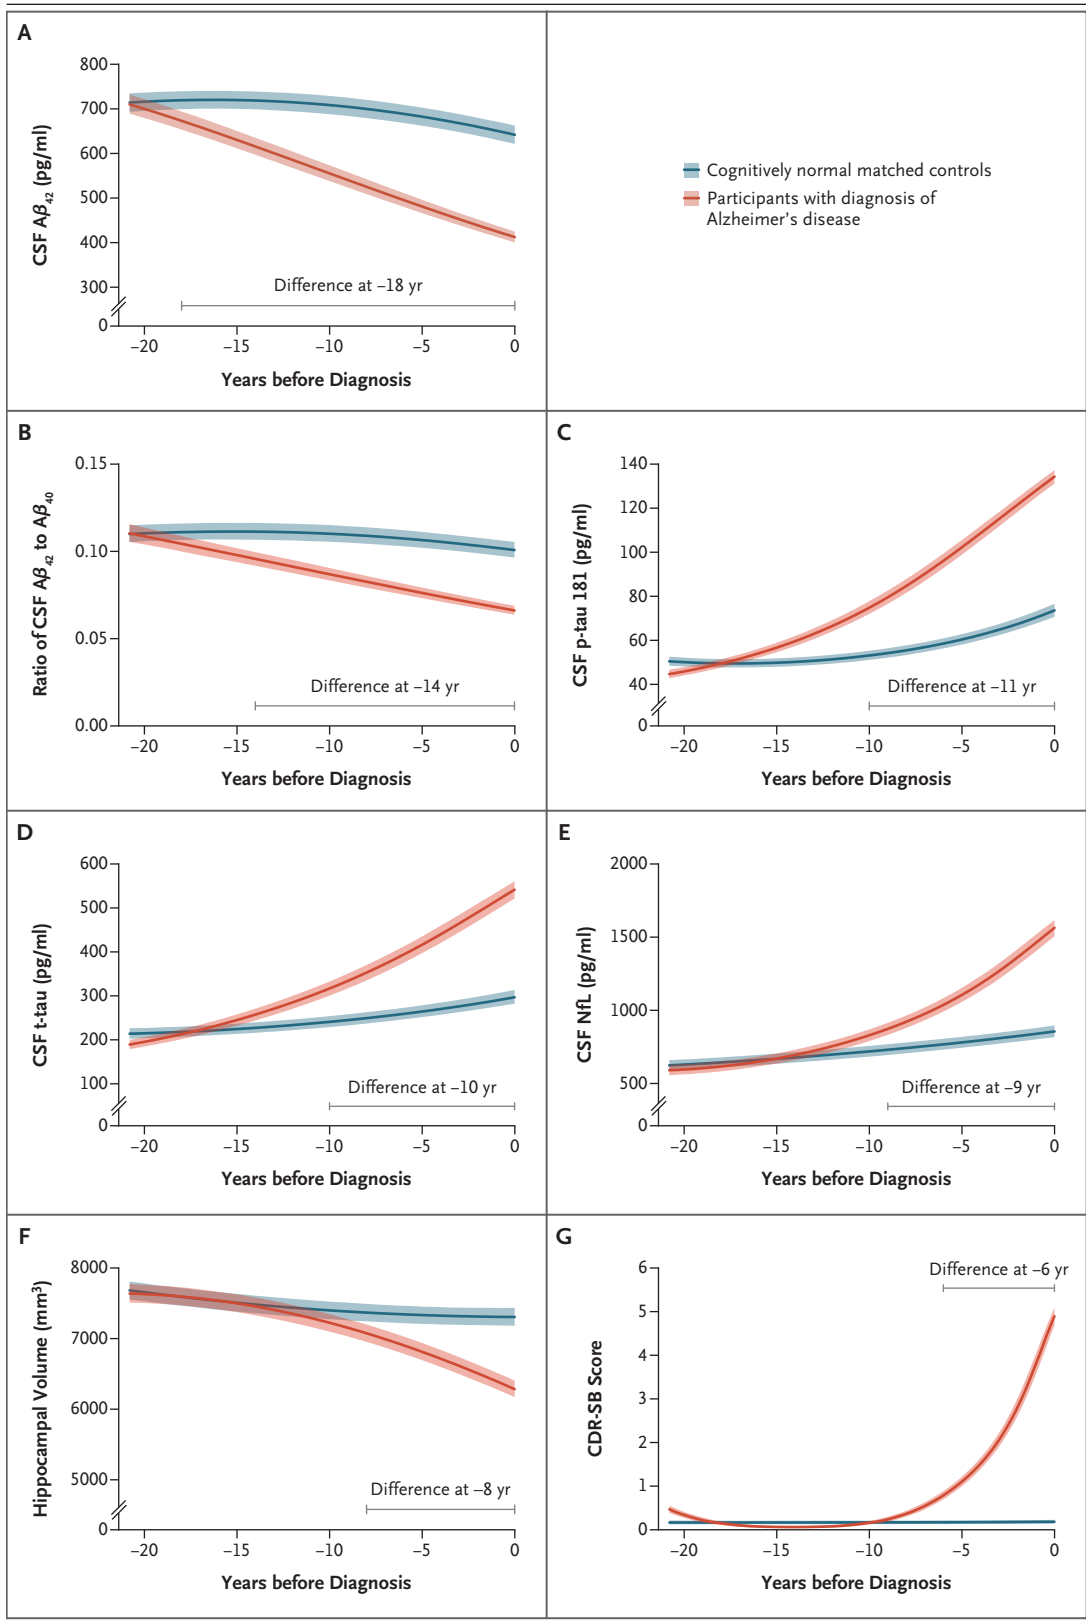 A
800
700
600
500
400
300
0
CSF Aβ42 (pg/ml)
Difference at –18 yr
–20 –15 –10 –5 0
Years before Diagnosis
Cognitively normal matched controls
Participants with diagnosis of
Alzheimer’s disease
B
0.15
0.10
0.05
0.00
Ratio of CSF Aβ42 to Aβ40
Difference at –14 yr
–20 –15 –10 –5 0
Years before Diagnosis
C
140
120
100
80
60
40
0
CSF p-tau 181 (pg/ml)
Difference at –11 yr
–20 –15 –10 –5 0
Years before Diagnosis
D
600
500
400
300
200
100
0
CSF t-tau (pg/ml)
Difference at –10 yr
–20 –15 –10 –5 0
Years before Diagnosis
E
2000
1500
1000
500
0
CSF NfL (pg/ml)
Difference at –9 yr
–20 –15 –10 –5 0
Years before Diagnosis
F
8000
7000
6000
5000
0
Hippocampal Volume (mm³)
Difference at –8 yr
–20 –15 –10 –5 0
Years before Diagnosis
G
6
5
4
3
2
1
0
CDR-SB Score
Difference at –6 yr
–20 –15 –10 –5 0
Years before Diagnosis